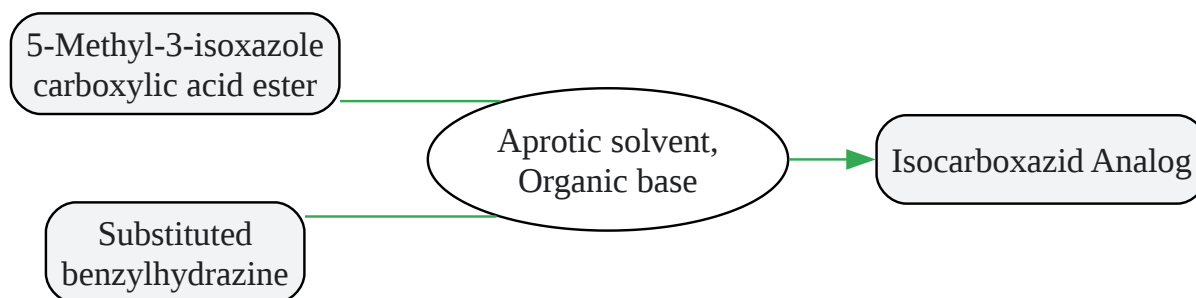 5-Methyl-3-isoxazole
carboxylic acid ester
Aprotic solvent,
Organic base
Isocarboxazid Analog
Substituted
benzylhydrazine